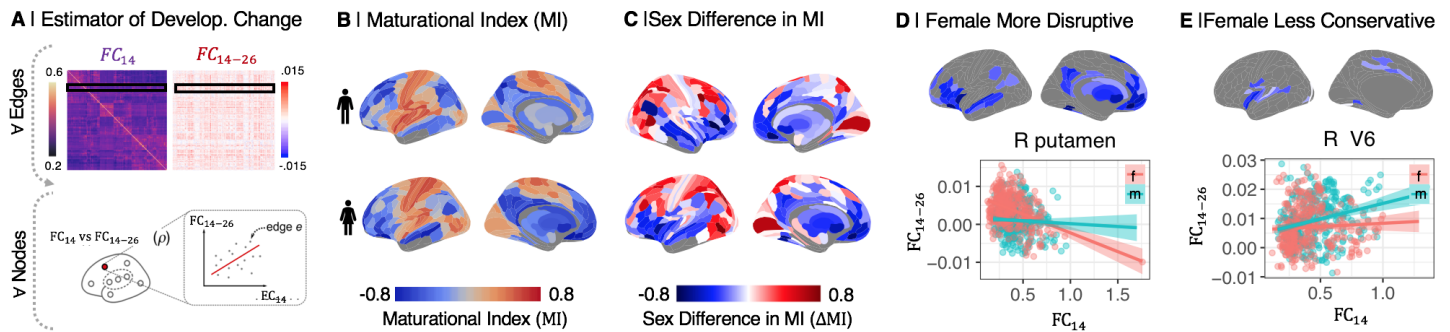 A | Estimator of Develop. Change
FC14
FC14−26
0.6
0.2
.015
-.015
∀ Edges
∀ Nodes
FC14 vs FC14−26
(ρ)
FC14−26
edge e
FC14
B | Maturational Index (MI)
-0.8
0.8
Maturational Index (MI)
C |Sex Difference in MI
-0.8
0.8
Sex Difference in MI (ΔMI)
D | Female More Disruptive
R putamen
f
m
0.01
0.00
−0.01
FC14−26
0.5
1.0
1.5
FC14
E |Female Less Conservative
R V6
f
m
0.03
0.02
0.01
0.00
−0.01
FC14−26
0.5
1.0
FC14